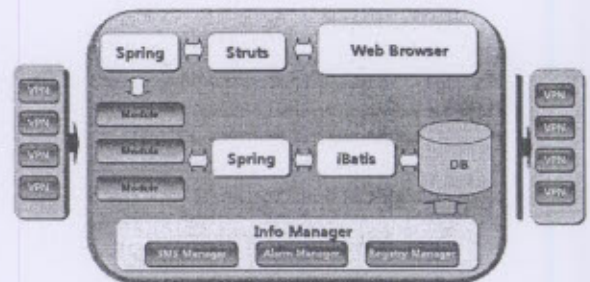 Spring Struts Web Browser
VPN
VPN
VPN
VPN
Module
Module
Module
Spring iBatis DB
VPN
VPN
VPN
VPN
Info Manager
SMS Manager Alarm Manager Registry Manager